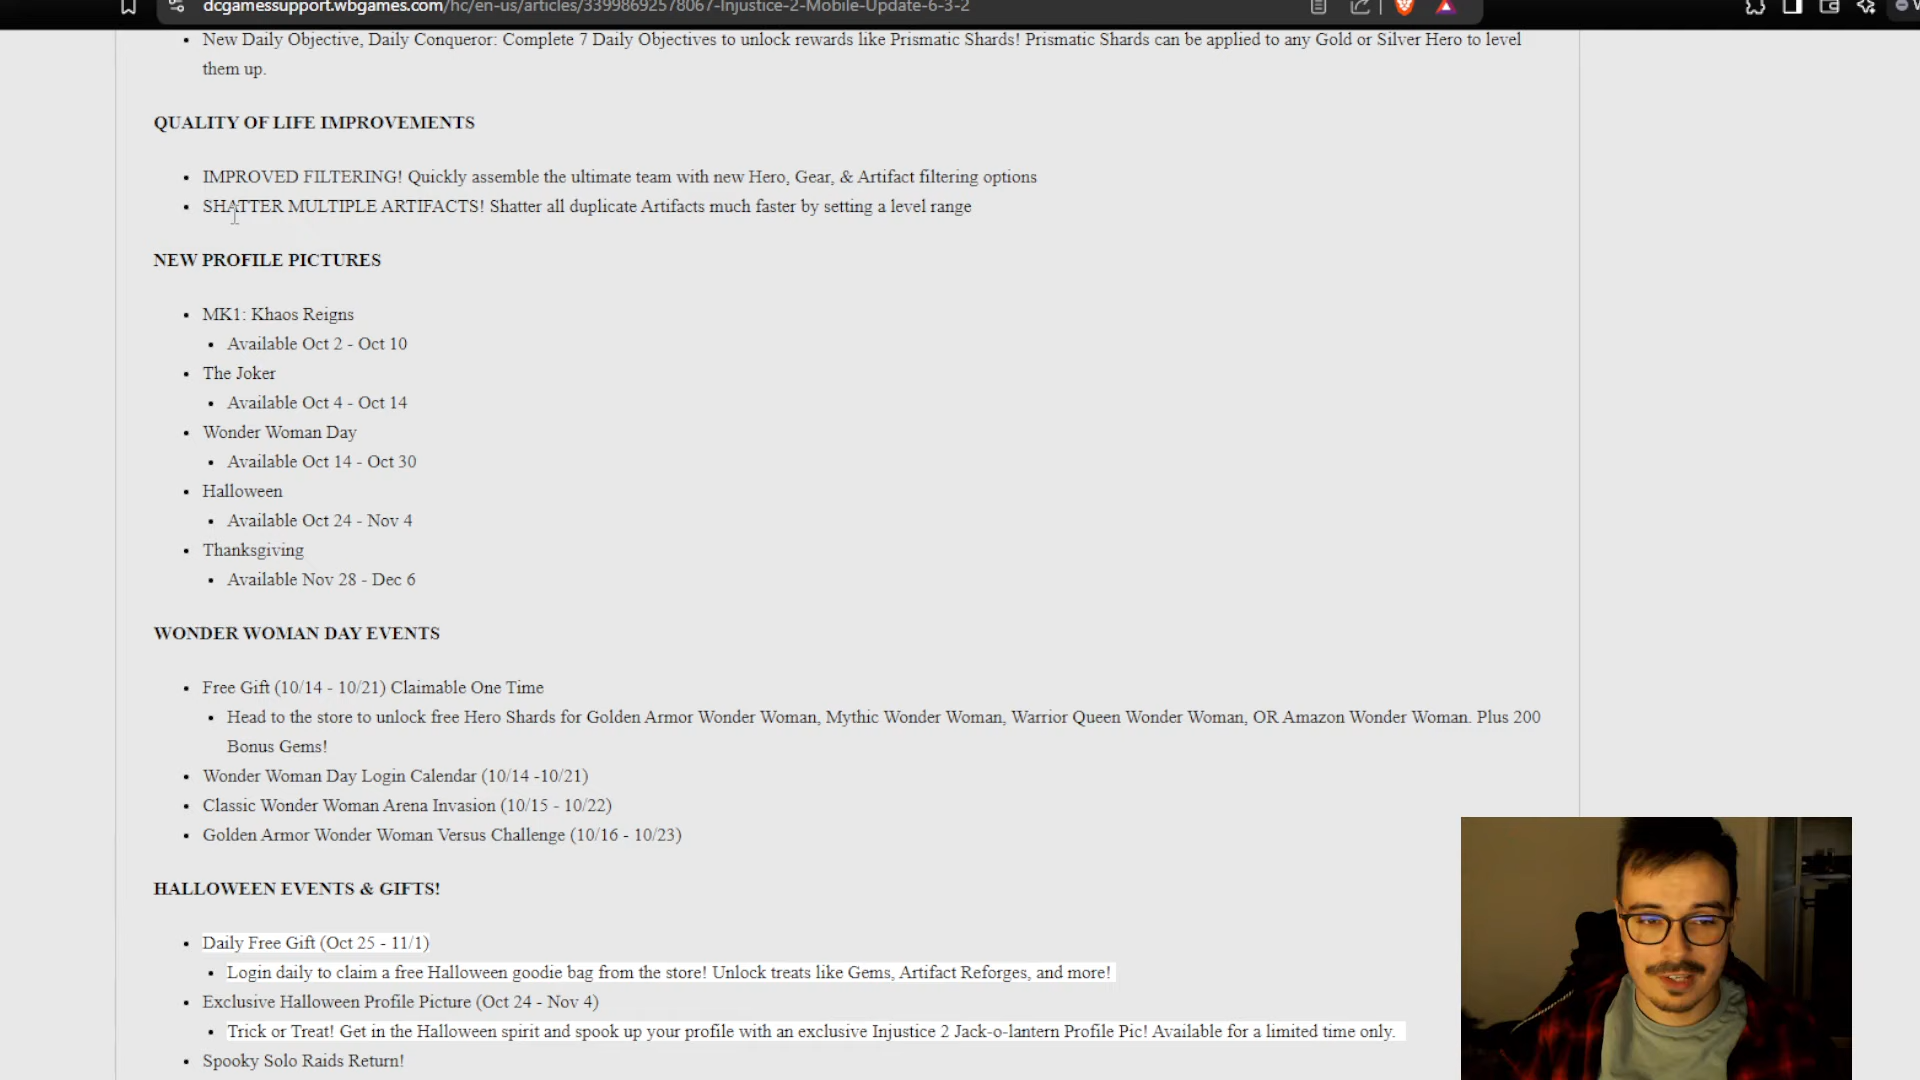 dcgamessupport.wbgames.com/hc/en-us/articles/33998692578067-Injustice-2-Mobile-Update-6-3-2
• New Daily Objective, Daily Conqueror: Complete 7 Daily Objectives to unlock rewards like Prismatic Shards! Prismatic Shards can be applied to any Gold or Silver Hero to level
them up.
QUALITY OF LIFE IMPROVEMENTS
• IMPROVED FILTERING! Quickly assemble the ultimate team with new Hero, Gear, & Artifact filtering options
• SHATTER MULTIPLE ARTIFACTS! Shatter all duplicate Artifacts much faster by setting a level range
NEW PROFILE PICTURES
• MK1: Khaos Reigns
• Available Oct 2 - Oct 10
• The Joker
• Available Oct 4 - Oct 14
• Wonder Woman Day
• Available Oct 14 - Oct 30
• Halloween
• Available Oct 24 - Nov 4
• Thanksgiving
• Available Nov 28 - Dec 6
WONDER WOMAN DAY EVENTS
• Free Gift (10/14 - 10/21) Claimable One Time
• Head to the store to unlock free Hero Shards for Golden Armor Wonder Woman, Mythic Wonder Woman, Warrior Queen Wonder Woman, OR Amazon Wonder Woman. Plus 200
Bonus Gems!
• Wonder Woman Day Login Calendar (10/14 -10/21)
• Classic Wonder Woman Arena Invasion (10/15 - 10/22)
• Golden Armor Wonder Woman Versus Challenge (10/16 - 10/23)
HALLOWEEN EVENTS & GIFTS!
• Daily Free Gift (Oct 25 - 11/1)
• Login daily to claim a free Halloween goodie bag from the store! Unlock treats like Gems, Artifact Reforges, and more!
• Exclusive Halloween Profile Picture (Oct 24 - Nov 4)
• Trick or Treat! Get in the Halloween spirit and spook up your profile with an exclusive Injustice 2 Jack-o-lantern Profile Pic! Available for a limited time only.
• Spooky Solo Raids Return!